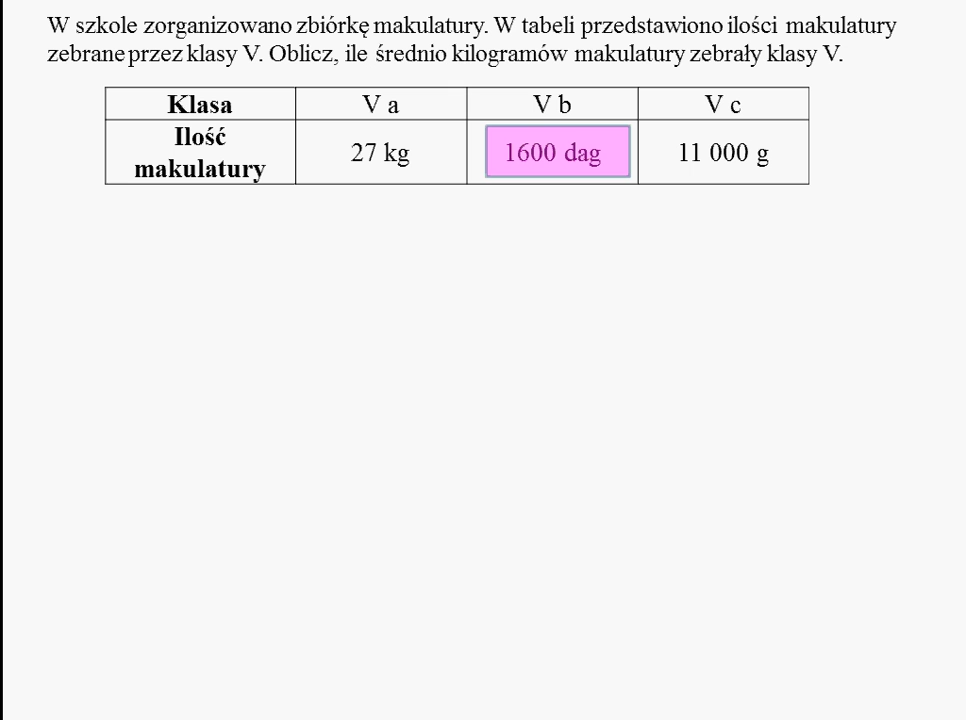 W szkole zorganizowano zbiórkę makulatury. W tabeli przedstawiono ilości makulatury
zebrane przez klasy V. Oblicz, ile średnio kilogramów makulatury zebrały klasy V.
Klasa V a V b V c
Ilość makulatury 27 kg 1600 dag 11 000 g